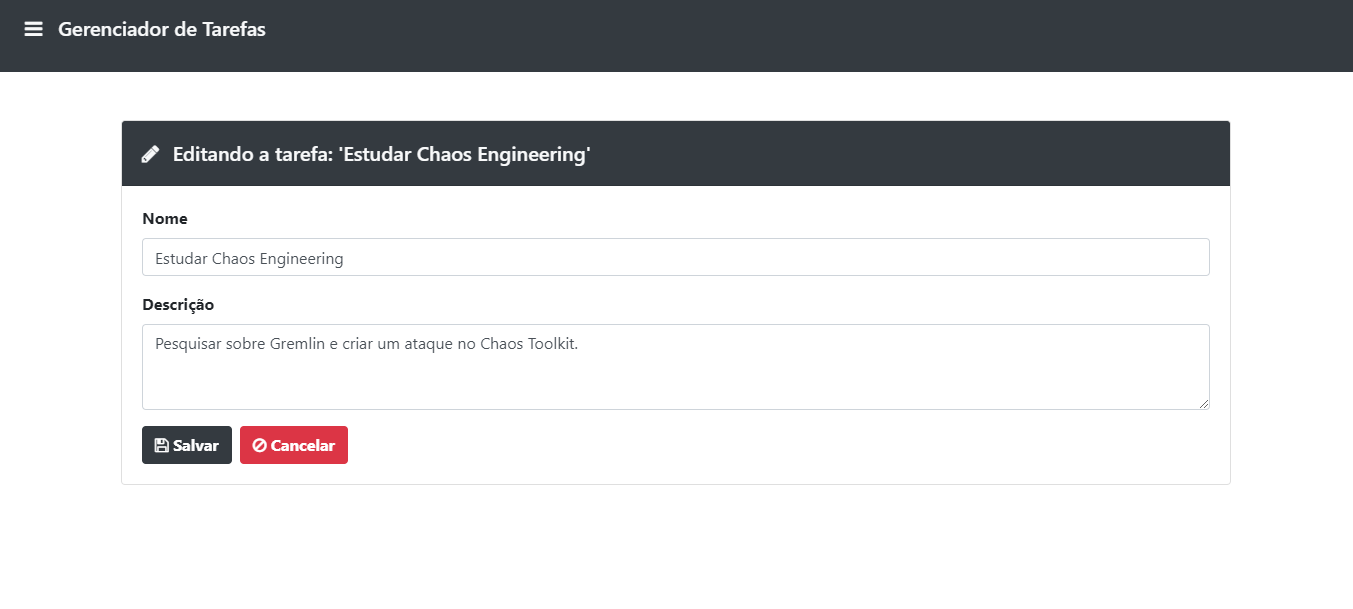 Gerenciador de Tarefas
Editando a tarefa: 'Estudar Chaos Engineering'
Nome
Estudar Chaos Engineering
Descrição
Pesquisar sobre Gremlin e criar um ataque no Chaos Toolkit.
Salvar Cancelar